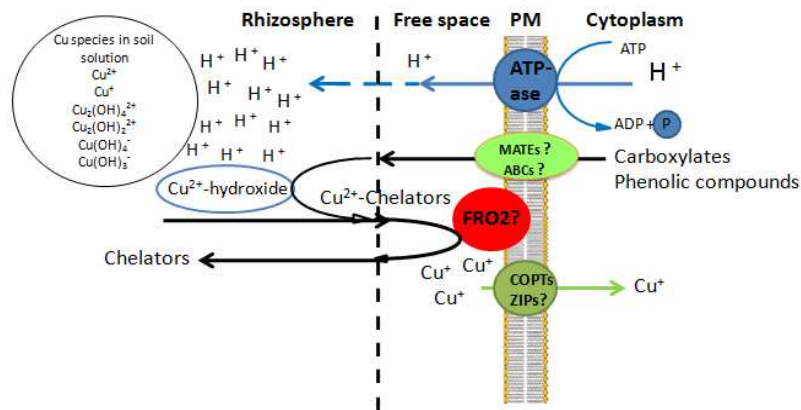 Rhizosphere Free space PM Cytoplasm
Cu species in soil
solution
Cu²⁺
Cu⁺
Cu₂(OH)₄²⁺
Cu₂(OH)₂²⁺
Cu(OH)₄⁻
Cu(OH)₃⁻
H⁺ H⁺ H⁺
H⁺ H⁺
H⁺ H⁺
H⁺ H⁺ H⁺
H⁺ H⁺ H⁺
H⁺
ATP-
ase
ATP
H⁺
ADP + P
MATEs ?
ABCs ?
Carboxylates
Phenolic compounds
Cu²⁺-hydroxide
Cu²⁺-Chelators
FRO2?
Chelators
Cu⁺ Cu⁺
Cu⁺
COPTs
ZIPs?
Cu⁺